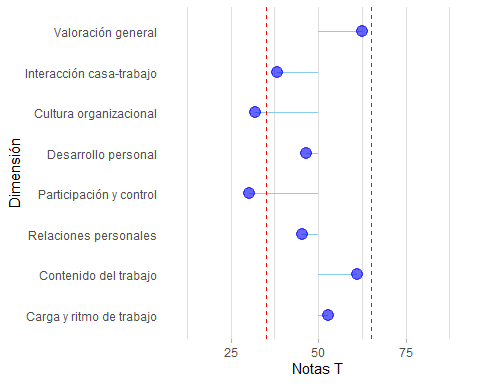 Valoración general
Interacción casa-trabajo
Cultura organizacional
Desarrollo personal
Participación y control
Relaciones personales
Contenido del trabajo
Carga y ritmo de trabajo
Dimensión
25 50 75
Notas T